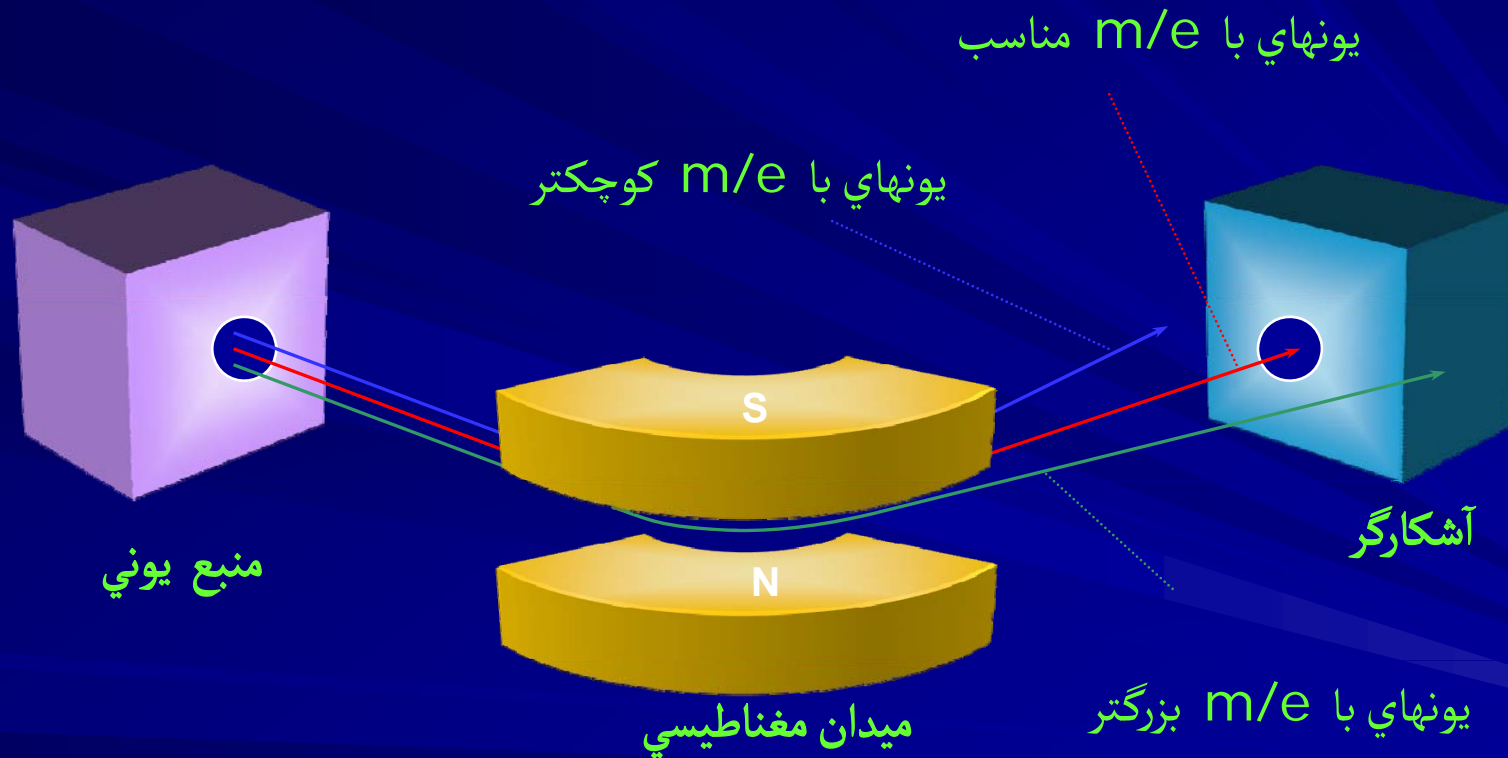 يونهاي با m/e مناسب
يونهاي با m/e كوچكتر
S
آشكارگر
منبع يوني
N
يونهاي با m/e بزرگتر
ميدان مغناطيسي